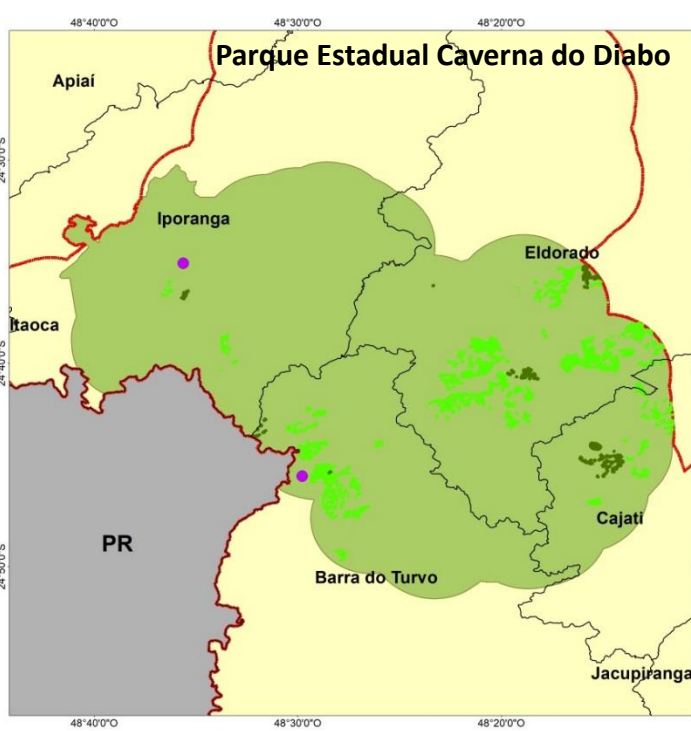 48°40'0"O 48°30'0"O 48°20'0"O
Parque Estadual Caverna do Diabo
Apiaí
24°30'0"S
Iporanga
Eldorado
Itaoca
24°40'0"S
Cajati
PR
24°50'0"S
Barra do Turvo
Jacupiranga
48°40'0"O 48°30'0"O 48°20'0"O